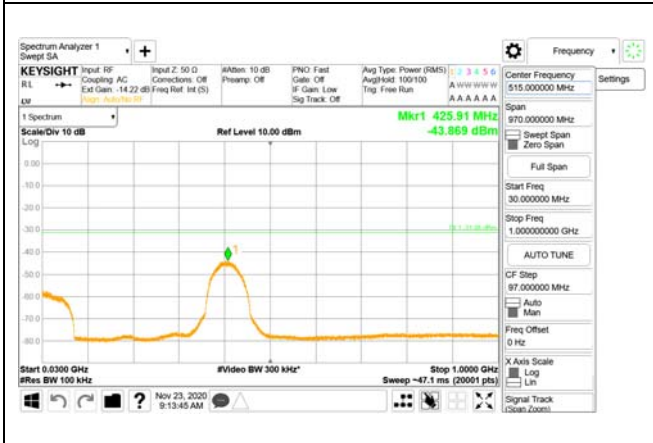 Spectrum Analyzer 1
Swept SA
+
Frequency
KEYSIGHT
Input: RF
Coupling: AC
Ext Gain: -14.22 dB
Align: Auto/No RF
Input Z: 50 Ω
Corrections: Off
Freq Ref: Int (S)
#Atten: 10 dB
Preamp: Off
PNO: Fast
Gate: Off
IF Gain: Low
Sig Track: Off
Avg Type: Power (RMS)
Avg|Hold: 100/100
Trig: Free Run
1 2 3 4 5 6
A W W W W W
A A A A A A
RL
1 Spectrum
Mkr1 425.91 MHz
Scale/Div 10 dB
Ref Level 10.00 dBm
-43.869 dBm
Log
0.00
-10.0
-20.0
-30.0
-40.0
-50.0
-60.0
-70.0
-80.0
1
Start 0.0300 GHz
#Video BW 300 kHz*
Stop 1.0000 GHz
#Res BW 100 kHz
Sweep ~47.1 ms (20001 pts)
Nov 23, 2020
9:13:45 AM
?
Center Frequency
515.000000 MHz
Settings
Span
970.000000 MHz
Swept Span
Zero Span
Full Span
Start Freq
30.000000 MHz
Stop Freq
1.000000000 GHz
AUTO TUNE
CF Step
97.000000 MHz
Auto
Man
Freq Offset
0 Hz
X Axis Scale
Log
Lin
Signal Track
(Span Zoom)